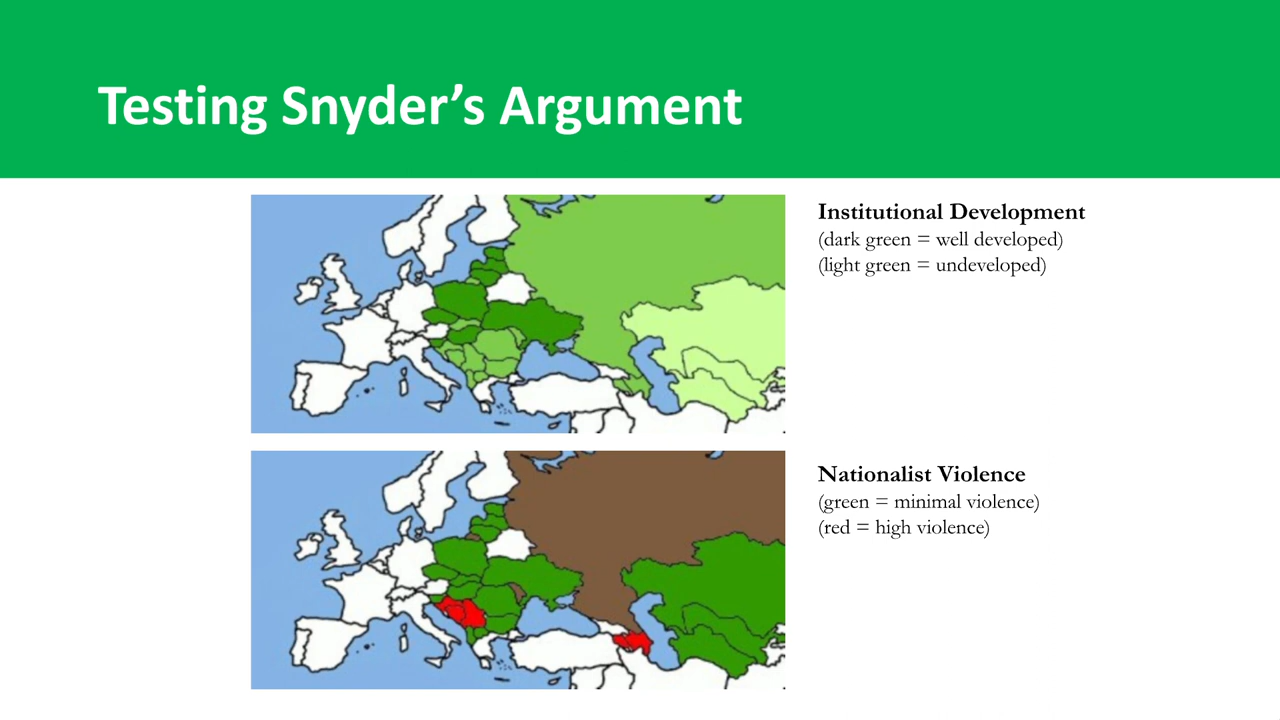 Testing Snyder’s Argument
Institutional Development
(dark green = well developed)
(light green = undeveloped)
Nationalist Violence
(green = minimal violence)
(red = high violence)